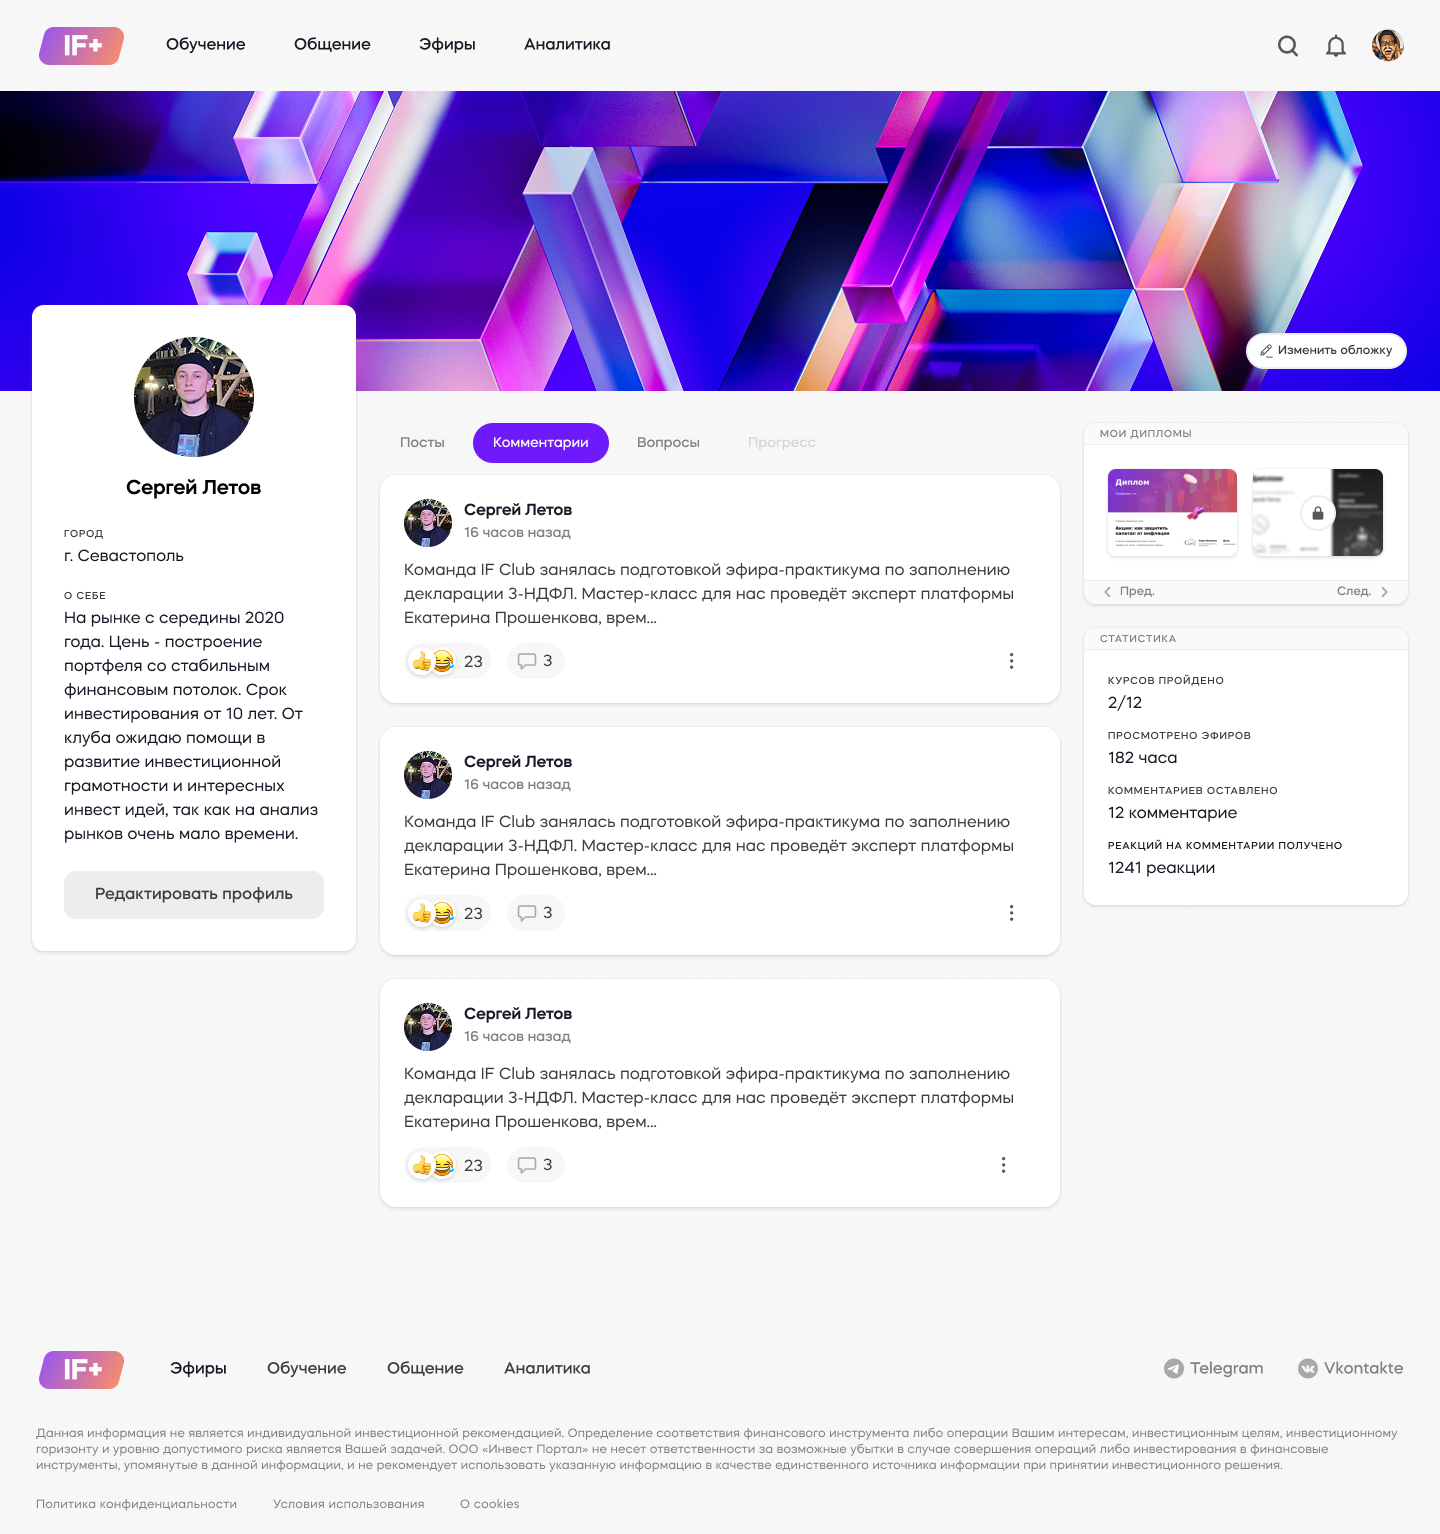 IF+
Обучение
Общение
Эфиры
Аналитика
Изменить обложку
Сергей Летов
ГОРОД
г. Севастополь
О СЕБЕ
На рынке с середины 2020
года. Цень - построение
портфеля со стабильным
финансовым потолок. Срок
инвестирования от 10 лет. От
клуба ожидаю помощи в
развитие инвестиционной
грамотности и интересных
инвест идей, так как на анализ
рынков очень мало времени.
Редактировать профиль
Посты
Комментарии
Вопросы
Прогресс
Сергей Летов
16 часов назад
Команда IF Club занялась подготовкой эфира-практикума по заполнению
декларации 3-НДФЛ. Мастер-класс для нас проведёт эксперт платформы
Екатерина Прошенкова, врем...
23
3
Сергей Летов
16 часов назад
Команда IF Club занялась подготовкой эфира-практикума по заполнению
декларации 3-НДФЛ. Мастер-класс для нас проведёт эксперт платформы
Екатерина Прошенкова, врем...
23
3
Сергей Летов
16 часов назад
Команда IF Club занялась подготовкой эфира-практикума по заполнению
декларации 3-НДФЛ. Мастер-класс для нас проведёт эксперт платформы
Екатерина Прошенкова, врем...
23
3
МОИ ДИПЛОМЫ
Диплом
Акции: как защитить
капитал от инфляции
Пред.
След.
СТАТИСТИКА
КУРСОВ ПРОЙДЕНО
2/12
ПРОСМОТРЕНО ЭФИРОВ
182 часа
КОММЕНТАРИЕВ ОСТАВЛЕНО
12 комментарие
РЕАКЦИЙ НА КОММЕНТАРИИ ПОЛУЧЕНО
1241 реакции
IF+
Эфиры
Обучение
Общение
Аналитика
Telegram
Vkontakte
Данная информация не является индивидуальной инвестиционной рекомендацией. Определение соответствия финансового инструмента либо операции Вашим интересам, инвестиционным целям, инвестиционному
горизонту и уровню допустимого риска является Вашей задачей. ООО «Инвест Портал» не несет ответственности за возможные убытки в случае совершения операций либо инвестирования в финансовые
инструменты, упомянутые в данной информации, и не рекомендует использовать указанную информацию в качестве единственного источника информации при принятии инвестиционного решения.
Политика конфиденциальности
Условия использования
О cookies